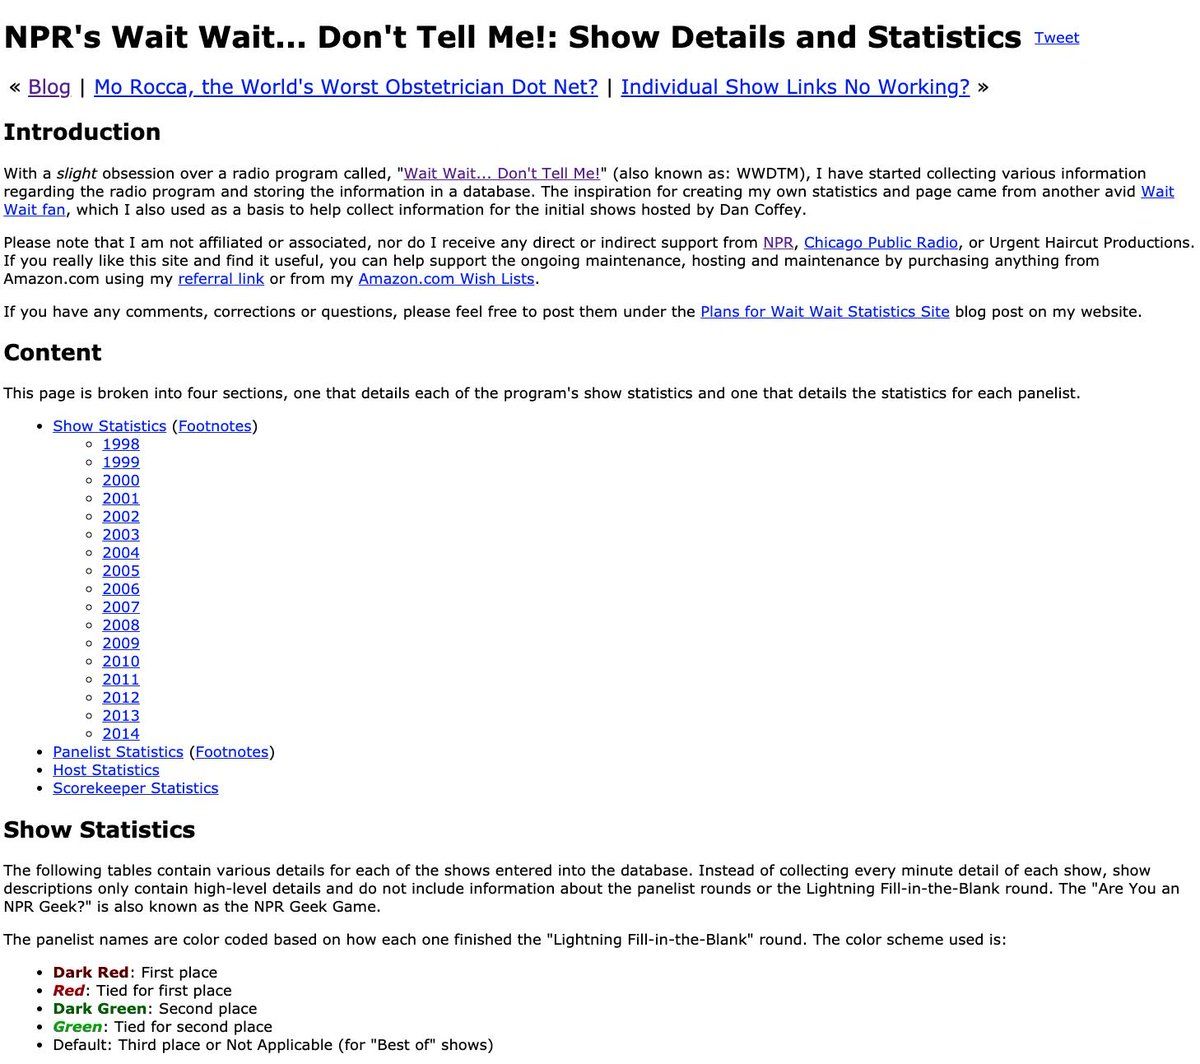 NPR's Wait Wait... Don't Tell Me!: Show Details and Statistics Tweet
« Blog | Mo Rocca, the World's Worst Obstetrician Dot Net? | Individual Show Links No Working? »
Introduction
With a slight obsession over a radio program called, "Wait Wait... Don't Tell Me!" (also known as: WWDTM), I have started collecting various information
regarding the radio program and storing the information in a database. The inspiration for creating my own statistics and page came from another avid Wait
Wait fan, which I also used as a basis to help collect information for the initial shows hosted by Dan Coffey.
Please note that I am not affiliated or associated, nor do I receive any direct or indirect support from NPR, Chicago Public Radio, or Urgent Haircut Productions.
If you really like this site and find it useful, you can help support the ongoing maintenance, hosting and maintenance by purchasing anything from
Amazon.com using my referral link or from my Amazon.com Wish Lists.
If you have any comments, corrections or questions, please feel free to post them under the Plans for Wait Wait Statistics Site blog post on my website.
Content
This page is broken into four sections, one that details each of the program's show statistics and one that details the statistics for each panelist.
• Show Statistics (Footnotes)
◦ 1998
◦ 1999
◦ 2000
◦ 2001
◦ 2002
◦ 2003
◦ 2004
◦ 2005
◦ 2006
◦ 2007
◦ 2008
◦ 2009
◦ 2010
◦ 2011
◦ 2012
◦ 2013
◦ 2014
• Panelist Statistics (Footnotes)
• Host Statistics
• Scorekeeper Statistics
Show Statistics
The following tables contain various details for each of the shows entered into the database. Instead of collecting every minute detail of each show, show
descriptions only contain high-level details and do not include information about the panelist rounds or the Lightning Fill-in-the-Blank round. The "Are You an
NPR Geek?" is also known as the NPR Geek Game.
The panelist names are color coded based on how each one finished the "Lightning Fill-in-the-Blank" round. The color scheme used is:
• Dark Red: First place
• Red: Tied for first place
• Dark Green: Second place
• Green: Tied for second place
• Default: Third place or Not Applicable (for "Best of" shows)